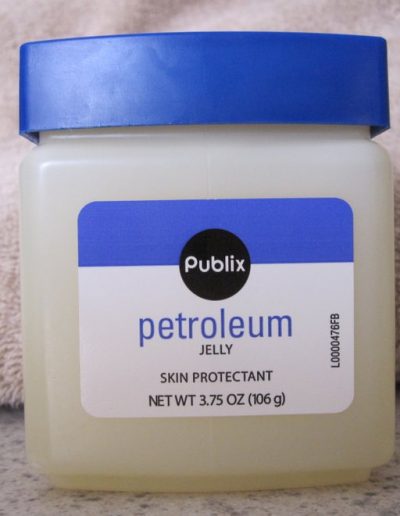 Publix
petroleum
JELLY
SKIN PROTECTANT
NET WT 3.75 OZ (106 g)
L0000476FB